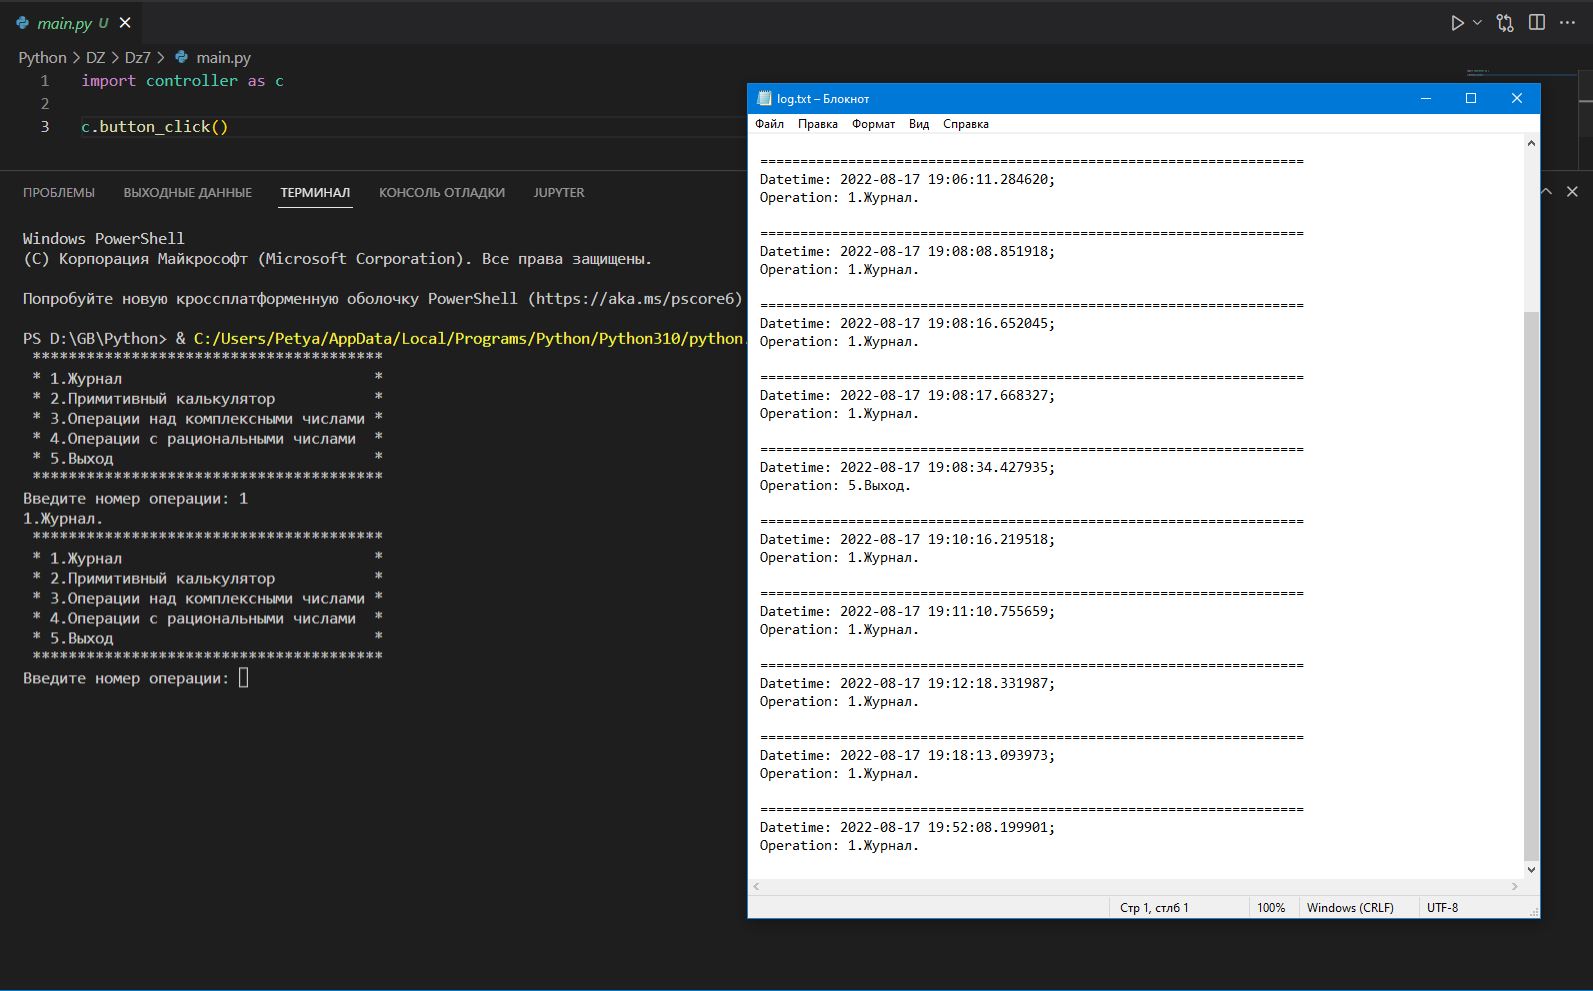 main.py U
Python > DZ > Dz7 > main.py
1 import controller as c
2
3 c.button_click()
ПРОБЛЕМЫ ВЫХОДНЫЕ ДАННЫЕ ТЕРМИНАЛ КОНСОЛЬ ОТЛАДКИ JUPYTER
Windows PowerShell
(C) Корпорация Майкрософт (Microsoft Corporation). Все права защищены.
Попробуйте новую кроссплатформенную оболочку PowerShell (https://aka.ms/pscore6)
PS D:\GB\Python> & C:/Users/Petya/AppData/Local/Programs/Python/Python310/python.
***************************************
* 1.Журнал *
* 2.Примитивный калькулятор *
* 3.Операции над комплексными числами *
* 4.Операции с рациональными числами *
* 5.Выход *
***************************************
Введите номер операции: 1
1.Журнал.
***************************************
* 1.Журнал *
* 2.Примитивный калькулятор *
* 3.Операции над комплексными числами *
* 4.Операции с рациональными числами *
* 5.Выход *
***************************************
Введите номер операции:
log.txt – Блокнот
Файл Правка Формат Вид Справка
====================================================================
Datetime: 2022-08-17 19:06:11.284620;
Operation: 1.Журнал.
====================================================================
Datetime: 2022-08-17 19:08:08.851918;
Operation: 1.Журнал.
====================================================================
Datetime: 2022-08-17 19:08:16.652045;
Operation: 1.Журнал.
====================================================================
Datetime: 2022-08-17 19:08:17.668327;
Operation: 1.Журнал.
====================================================================
Datetime: 2022-08-17 19:08:34.427935;
Operation: 5.Выход.
====================================================================
Datetime: 2022-08-17 19:10:16.219518;
Operation: 1.Журнал.
====================================================================
Datetime: 2022-08-17 19:11:10.755659;
Operation: 1.Журнал.
====================================================================
Datetime: 2022-08-17 19:12:18.331987;
Operation: 1.Журнал.
====================================================================
Datetime: 2022-08-17 19:18:13.093973;
Operation: 1.Журнал.
====================================================================
Datetime: 2022-08-17 19:52:08.199901;
Operation: 1.Журнал.
Стр 1, стлб 1 100% Windows (CRLF) UTF-8